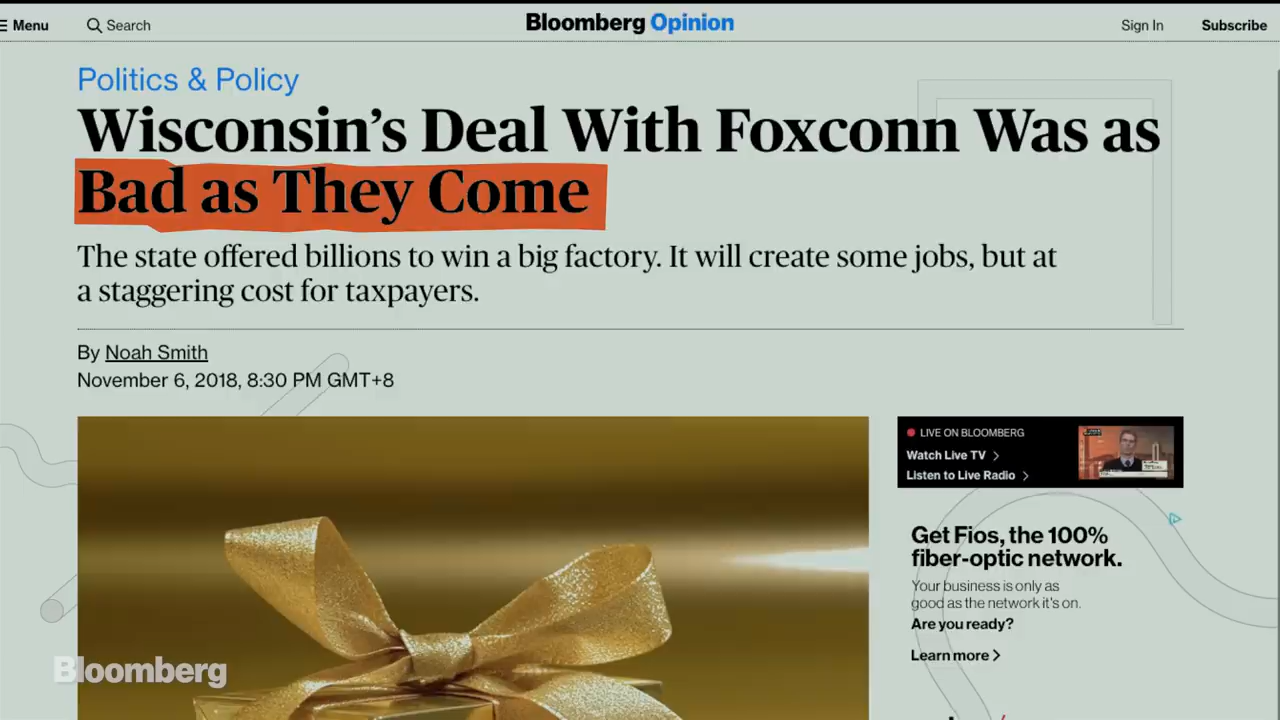 Menu
Search
Bloomberg Opinion
Sign In
Subscribe
Politics & Policy
Wisconsin's Deal With Foxconn Was as
Bad as They Come
The state offered billions to win a big factory. It will create some jobs, but at
a staggering cost for taxpayers.
By Noah Smith
November 6, 2018, 8:30 PM GMT+8
LIVE ON BLOOMBERG
Watch Live TV
Listen to Live Radio
Get Fios, the 100%
fiber-optic network.
Your business is only as
good as the network it's on.
Are you ready?
Learn more
Bloomberg